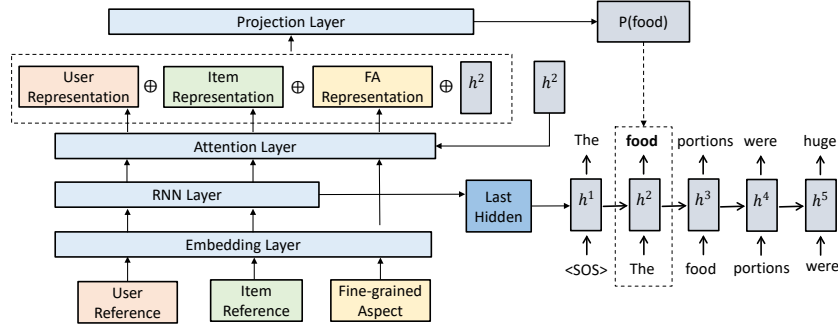 Projection Layer
P(food)
User
Representation
⊕
Item
Representation
⊕
FA
Representation
⊕
h²
h²
Attention Layer
The
food
portions
were
huge
RNN Layer
Last
Hidden
h¹
h²
h³
h⁴
h⁵
Embedding Layer
<SOS>
The
food
portions
were
User
Reference
Item
Reference
Fine-grained
Aspect